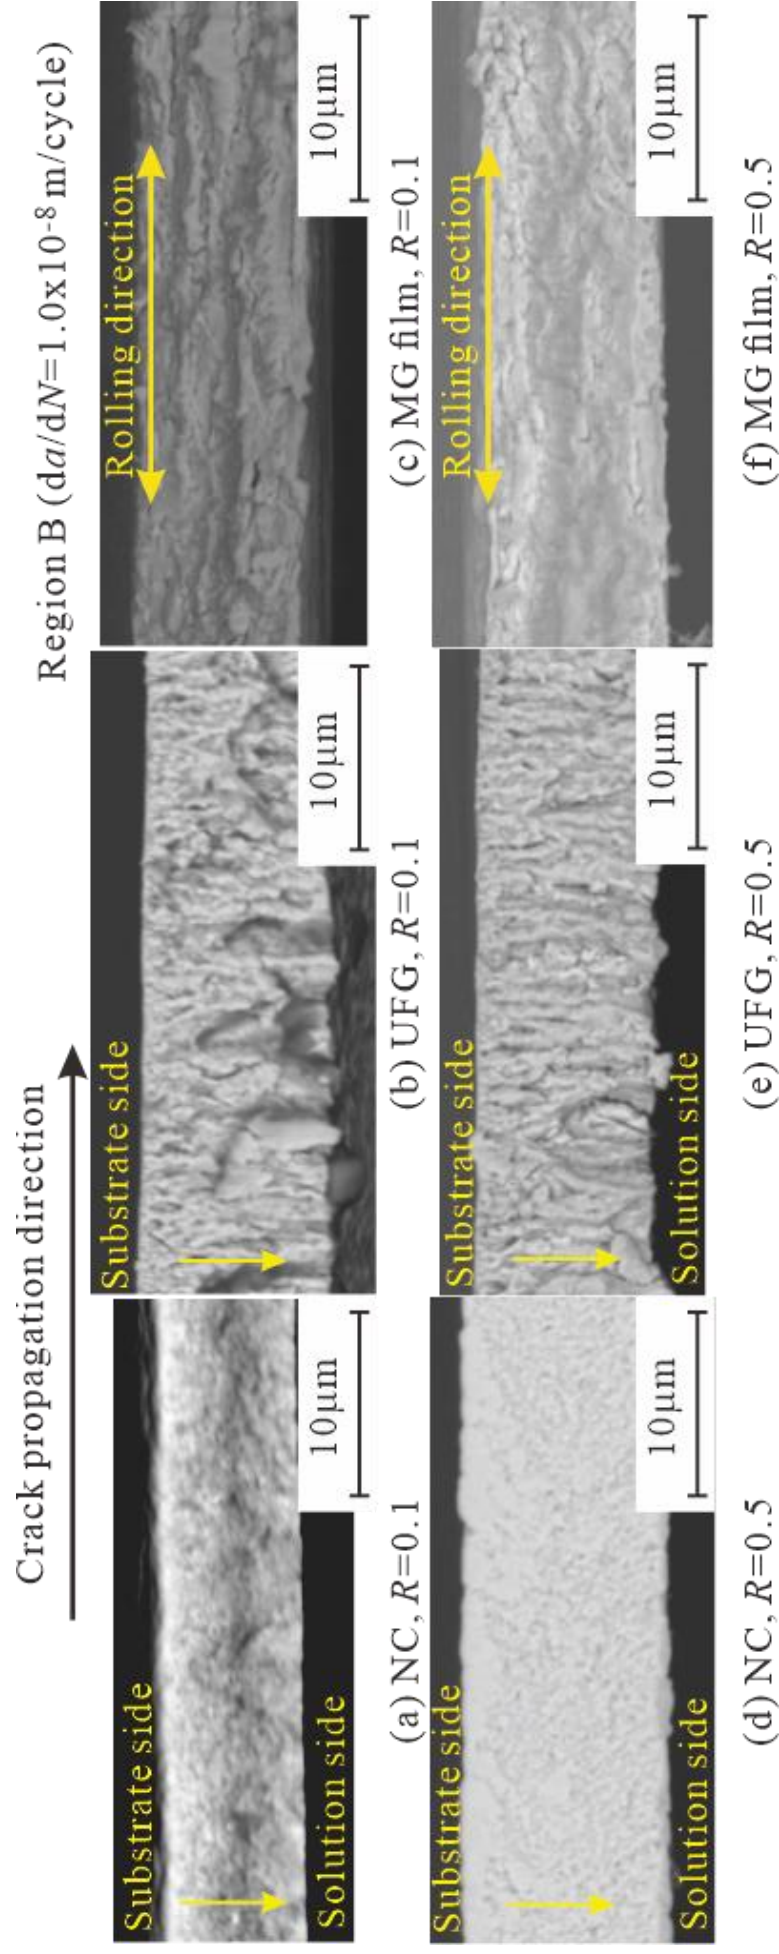 Crack propagation direction
Region B (da/dN=1.0x10⁻⁸ m/cycle)
Substrate side
Solution side
10μm
(a) NC, R=0.1
Substrate side
10μm
(b) UFG, R=0.1
Rolling direction
10μm
(c) MG film, R=0.1
Substrate side
Solution side
10μm
(d) NC, R=0.5
Substrate side
Solution side
10μm
(e) UFG, R=0.5
Rolling direction
10μm
(f) MG film, R=0.5